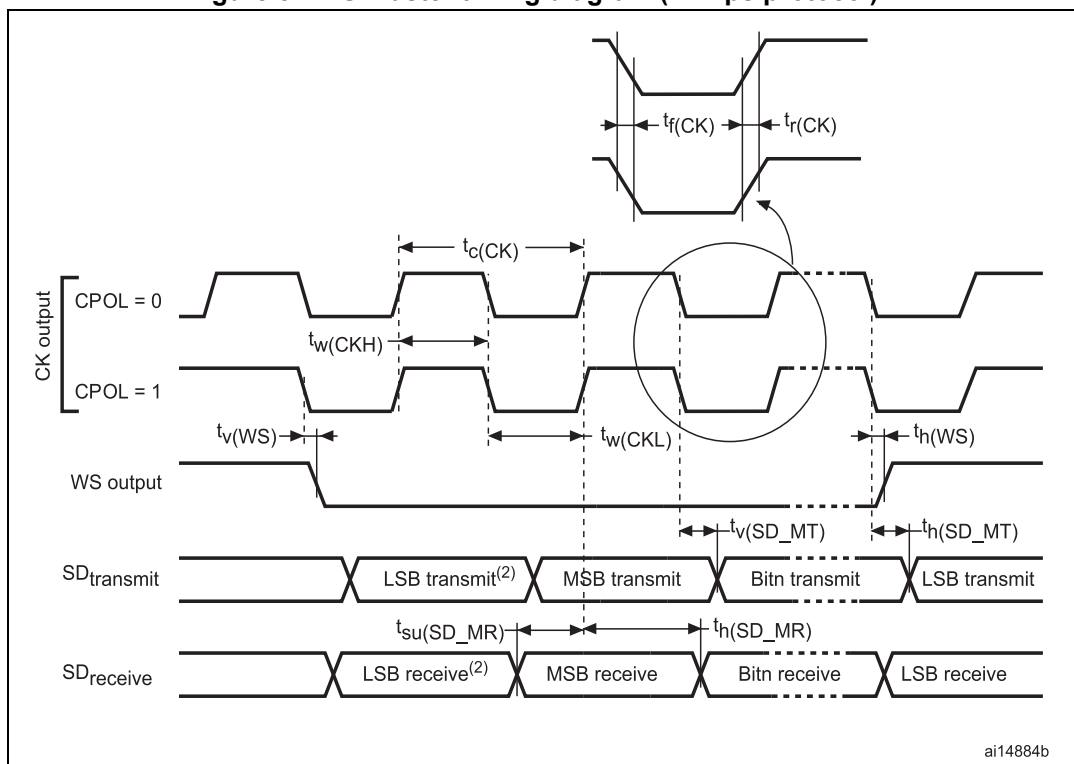 tf(CK)
tr(CK)
tc(CK)
CK output
CPOL = 0
tw(CKH)
CPOL = 1
tv(WS)
tw(CKL)
th(WS)
WS output
tv(SD_MT)
th(SD_MT)
SDtransmit
LSB transmit(2)
MSB transmit
Bitn transmit
LSB transmit
tsu(SD_MR)
th(SD_MR)
SDreceive
LSB receive(2)
MSB receive
Bitn receive
LSB receive
ai14884b